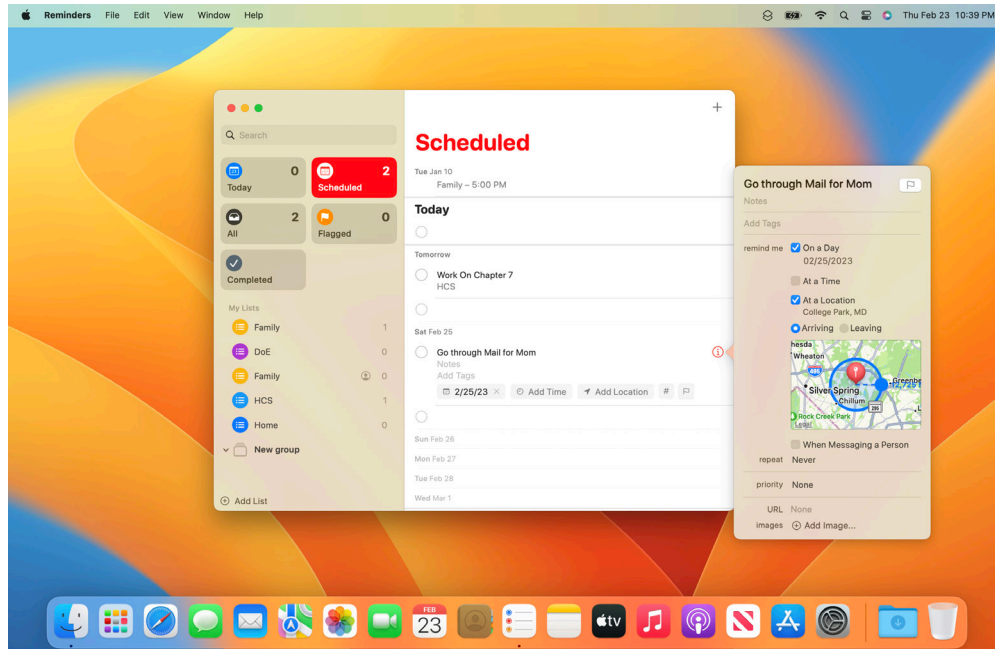 Reminders File Edit View Window Help Thu Feb 23 10:39 PM
Search
0
Today
2
Scheduled
2
All
0
Flagged
Completed
My Lists
Family 1
DoE 0
Family 0
HCS 1
Home 0
New group
Add List
Scheduled
Tue Jan 10
Family – 5:00 PM
Today
Tomorrow
Work On Chapter 7
HCS
Sat Feb 25
Go through Mail for Mom
Notes
Add Tags
2/25/23 × Add Time Add Location #
Sun Feb 26
Mon Feb 27
Tue Feb 28
Wed Mar 1
Go through Mail for Mom
Notes
Add Tags
remind me On a Day
02/25/2023
At a Time
At a Location
College Park, MD
Arriving Leaving
hesda
Wheaton
495
Silver Spring
Greenbe
Chillum
295
Rock Creek Park
Legal
When Messaging a Person
repeat Never
priority None
URL None
images Add Image...
FEB
23
tv